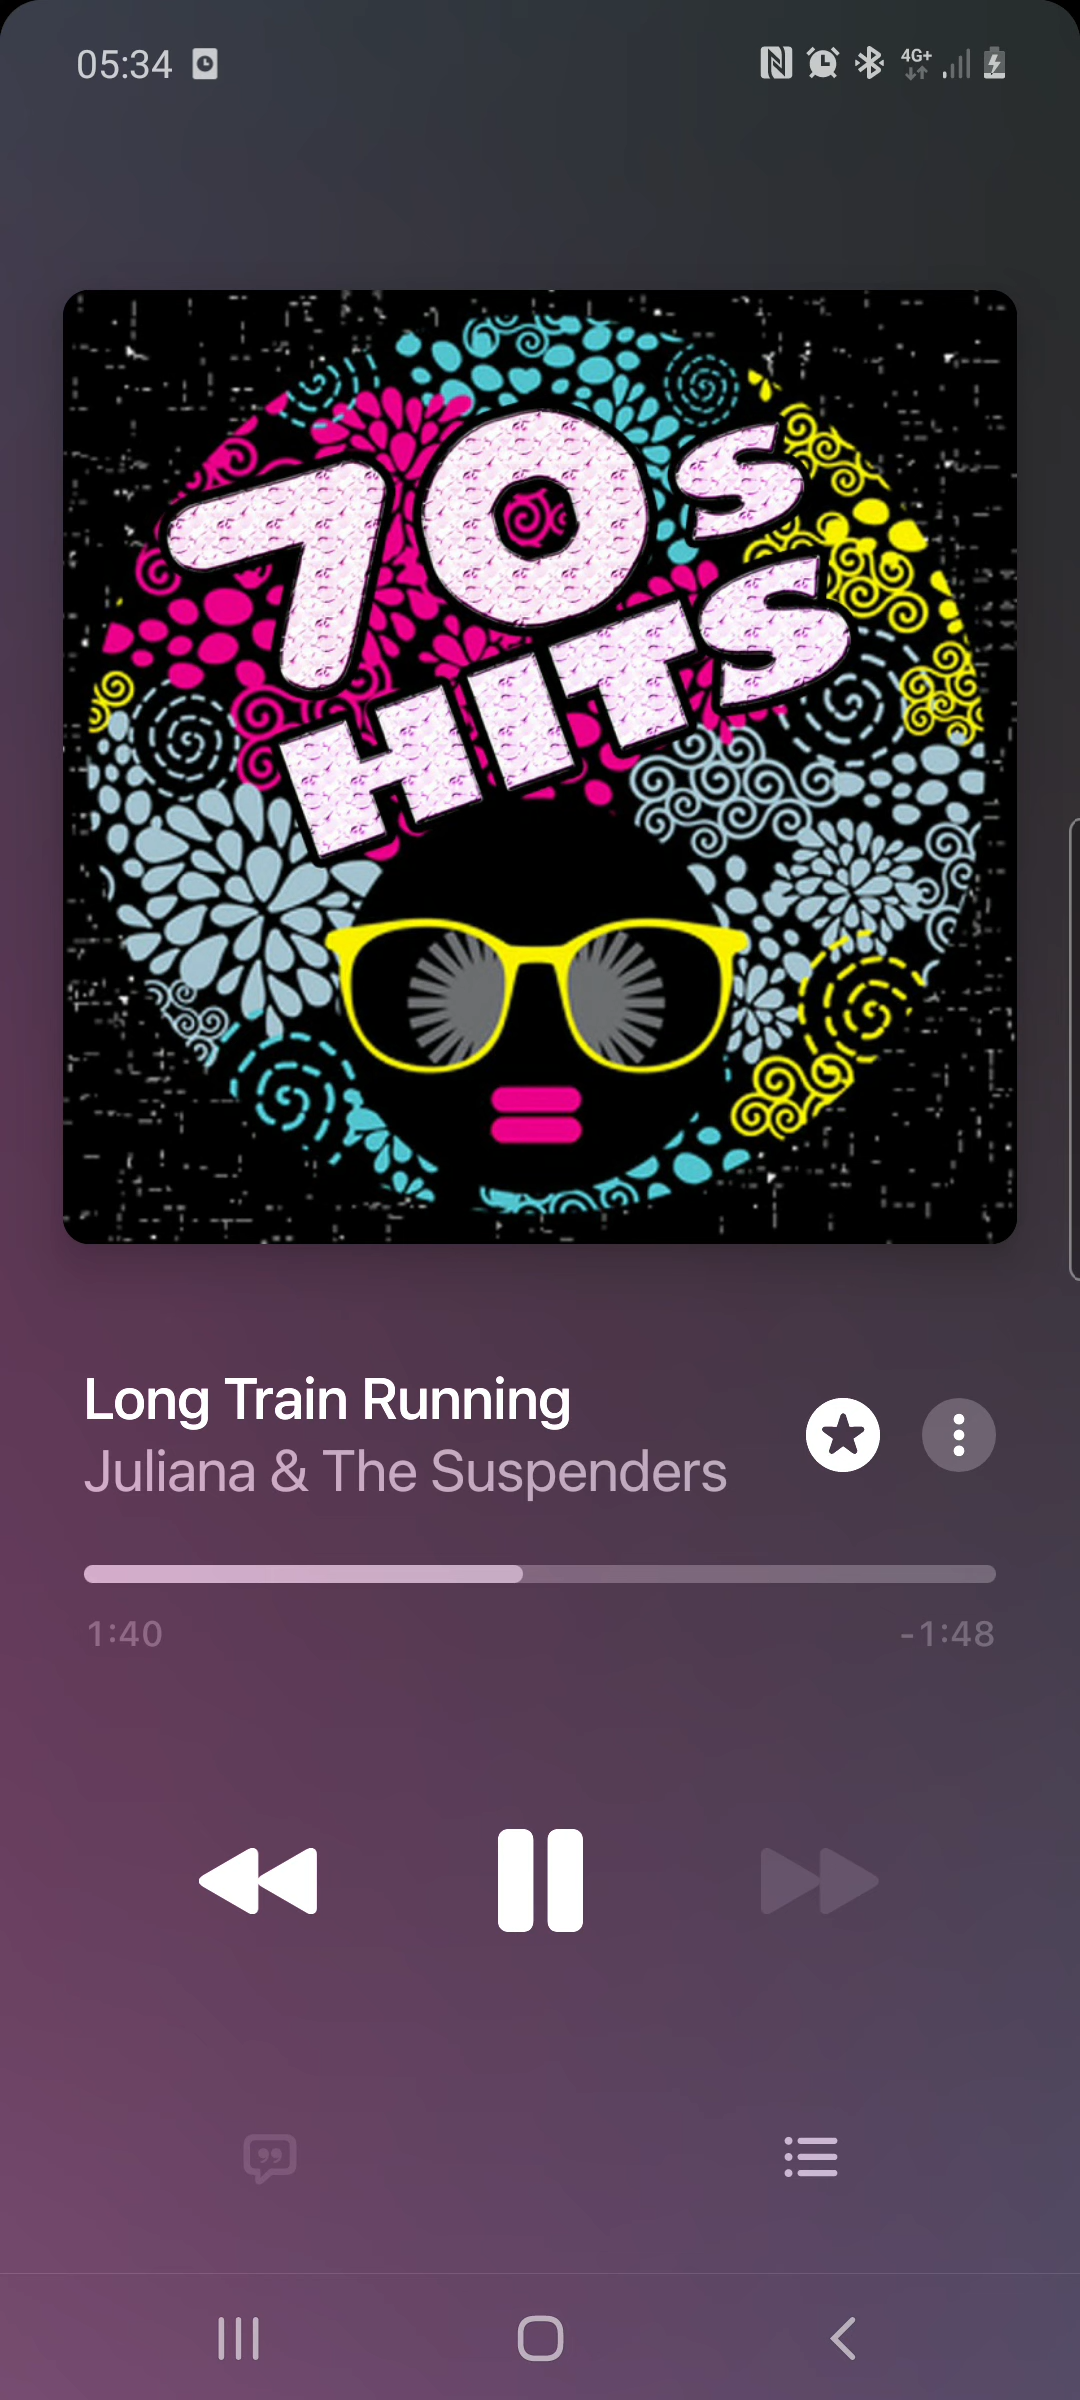 05:34
4G+
70s
HITS
Long Train Running
Juliana & The Suspenders
1:40
-1:48